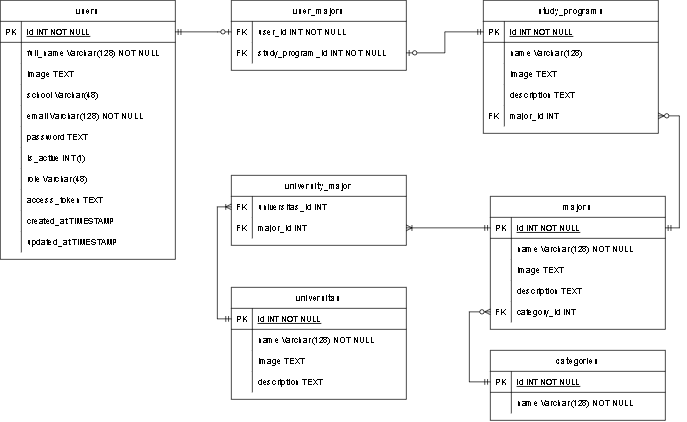 users
PK id INT NOT NULL
full_name Varchar(128) NOT NULL
image TEXT
school Varchar(48)
email Varchar(128) NOT NULL
password TEXT
is_active INT(1)
role Varchar(48)
access_token TEXT
created_at TIMESTAMP
updated_at TIMESTAMP
user_majors
FK user_id INT NOT NULL
FK study_program_id INT NOT NULL
study_programs
PK id INT NOT NULL
name Varchar(128)
image TEXT
description TEXT
FK major_id INT
university_major
FK universitas_id INT
FK major_id INT
majors
PK id INT NOT NULL
name Varchar(128) NOT NULL
image TEXT
description TEXT
FK category_id INT
universitas
PK id INT NOT NULL
name Varchar(128) NOT NULL
image TEXT
description TEXT
categories
PK id INT NOT NULL
name Varchar(128) NOT NULL